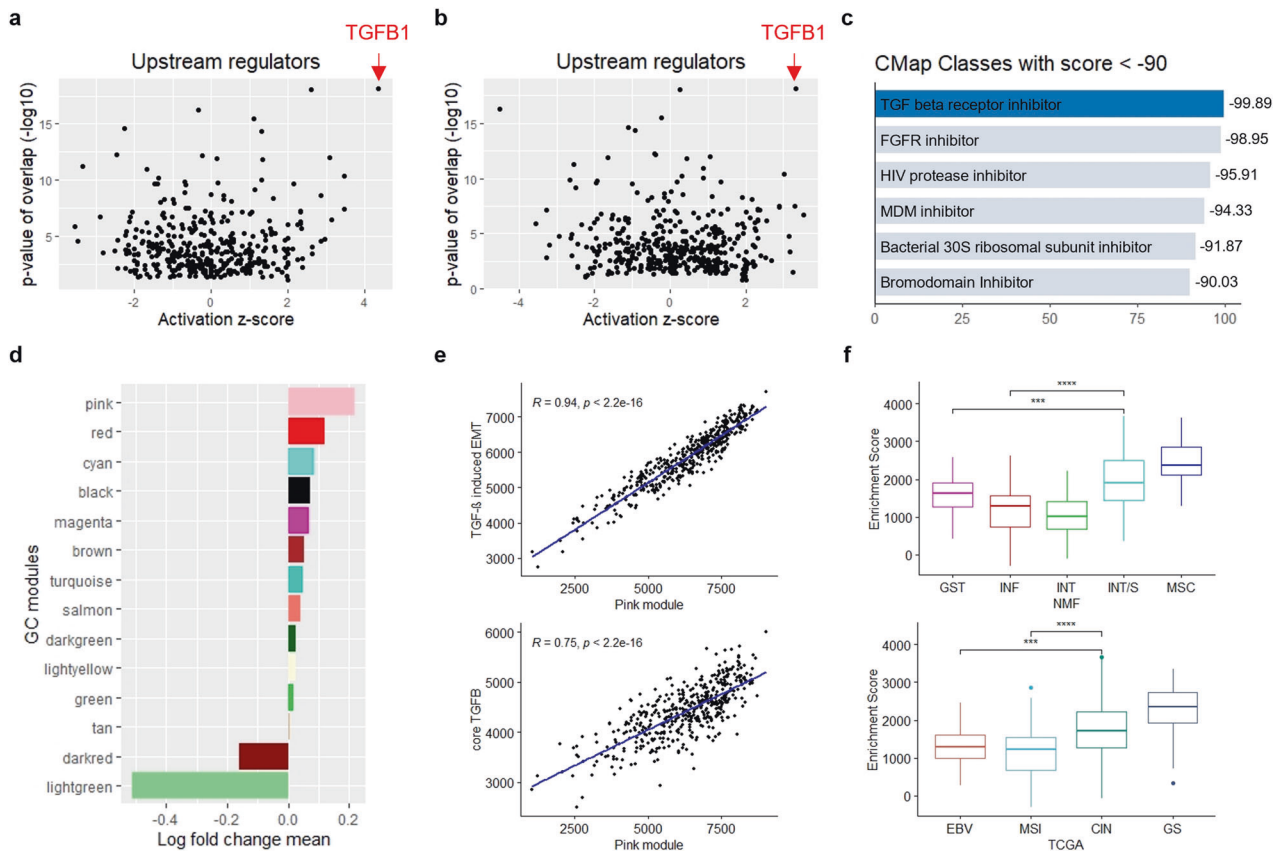 a
TGFB1
Upstream regulators
p-value of overlap (-log10)
15
10
5
-2
0
2
4
Activation z-score
b
TGFB1
Upstream regulators
p-value of overlap (-log10)
15
10
5
0
-4
-2
0
2
Activation z-score
c
CMap Classes with score < -90
TGF beta receptor inhibitor -99.89
FGFR inhibitor -98.95
HIV protease inhibitor -95.91
MDM inhibitor -94.33
Bacterial 30S ribosomal subunit inhibitor -91.87
Bromodomain Inhibitor -90.03
0 25 50 75 100
d
GC modules
pink
red
cyan
black
magenta
brown
turquoise
salmon
darkgreen
lightyellow
green
tan
darkred
lightgreen
-0.4 -0.2 0.0 0.2
Log fold change mean
e
R = 0.94, p < 2.2e-16
TGF-ß induced EMT
7000
6000
5000
4000
3000
2500 5000 7500
Pink module
R = 0.75, p < 2.2e-16
core TGFB
6000
5000
4000
3000
2500 5000 7500
Pink module
f
****
***
Enrichment Score
4000
3000
2000
1000
0
GST INF INT INT/S MSC
NMF
****
***
Enrichment Score
4000
3000
2000
1000
0
EBV MSI CIN GS
TCGA